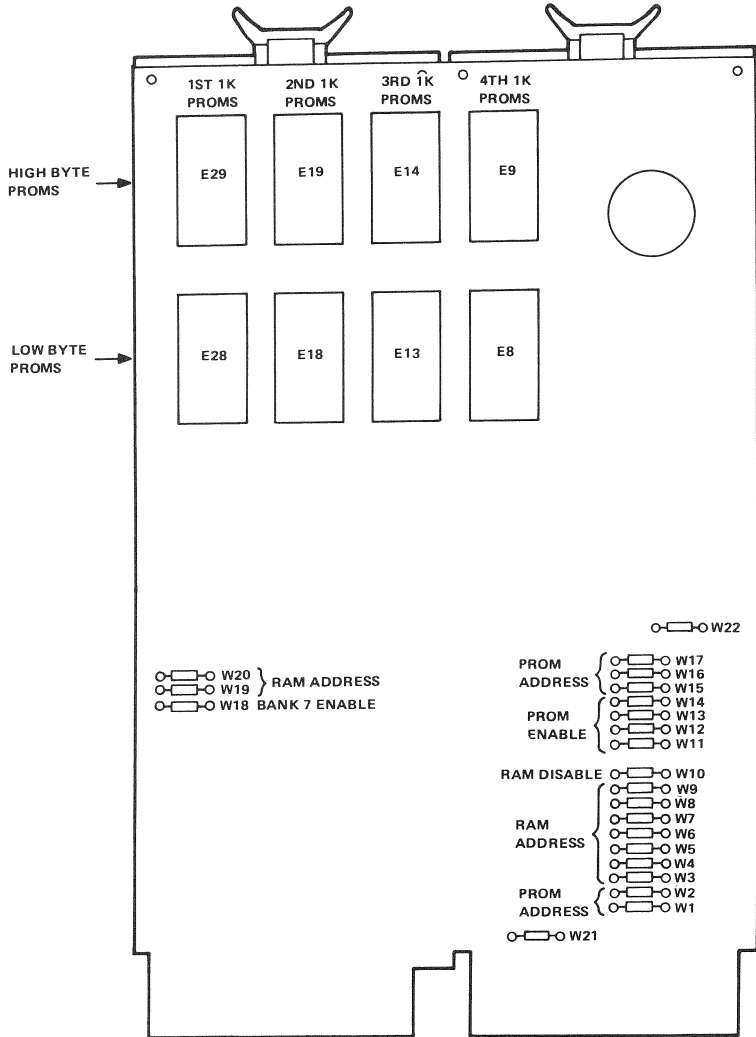 1ST 1K
PROMS
2ND 1K
PROMS
3RD 1K
PROMS
4TH 1K
PROMS
HIGH BYTE
PROMS
E29
E19
E14
E9
LOW BYTE
PROMS
E28
E18
E13
E8
W22
W20
W19
RAM ADDRESS
W18 BANK 7 ENABLE
PROM
ADDRESS
W17
W16
W15
PROM
ENABLE
W14
W13
W12
W11
RAM DISABLE
W10
RAM
ADDRESS
W9
W8
W7
W6
W5
W4
W3
PROM
ADDRESS
W2
W1
W21